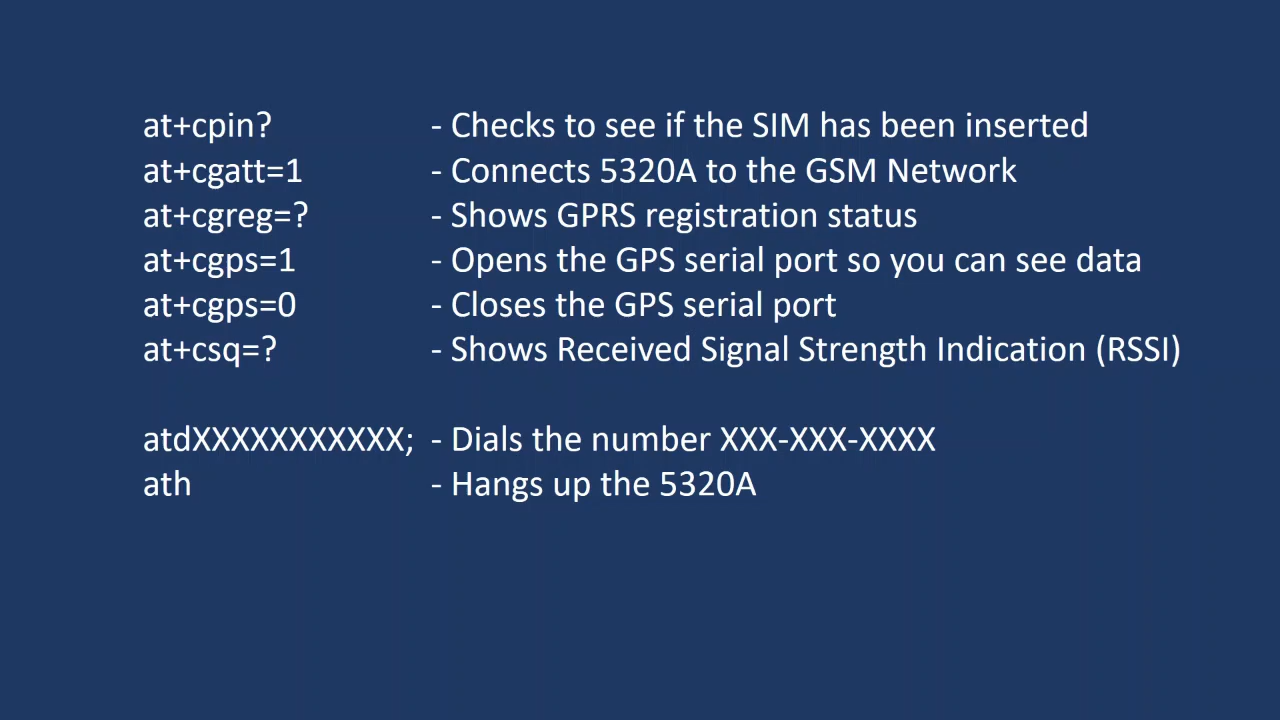 at+cpin? - Checks to see if the SIM has been inserted
at+cgatt=1 - Connects 5320A to the GSM Network
at+cgreg=? - Shows GPRS registration status
at+cgps=1 - Opens the GPS serial port so you can see data
at+cgps=0 - Closes the GPS serial port
at+csq=? - Shows Received Signal Strength Indication (RSSI)
atdXXXXXXXXXXX; - Dials the number XXX-XXX-XXXX
ath - Hangs up the 5320A